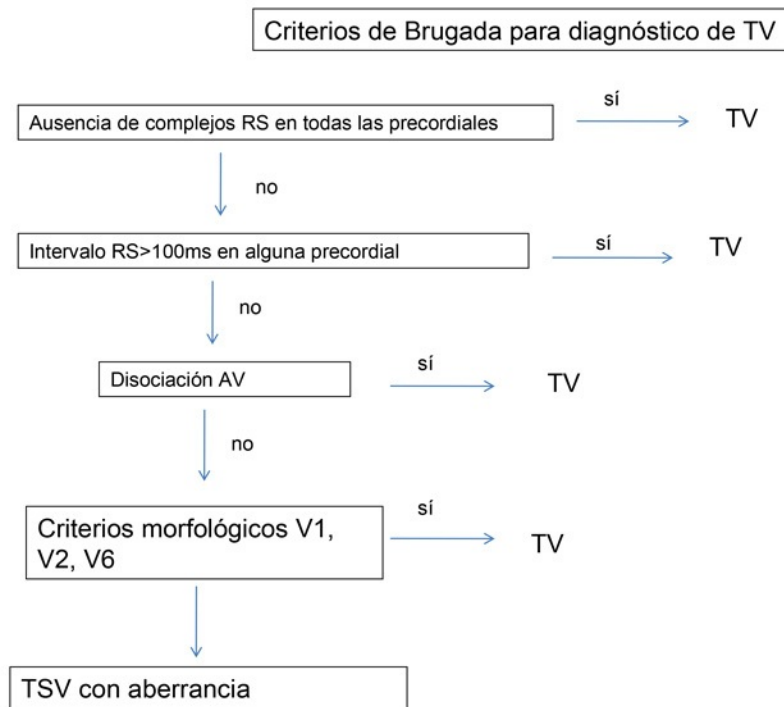 Criterios de Brugada para diagnóstico de TV
Ausencia de complejos RS en todas las precordiales
sí
TV
no
Intervalo RS>100ms en alguna precordial
sí
TV
no
Disociación AV
sí
TV
no
Criterios morfológicos V1,
V2, V6
sí
TV
TSV con aberrancia